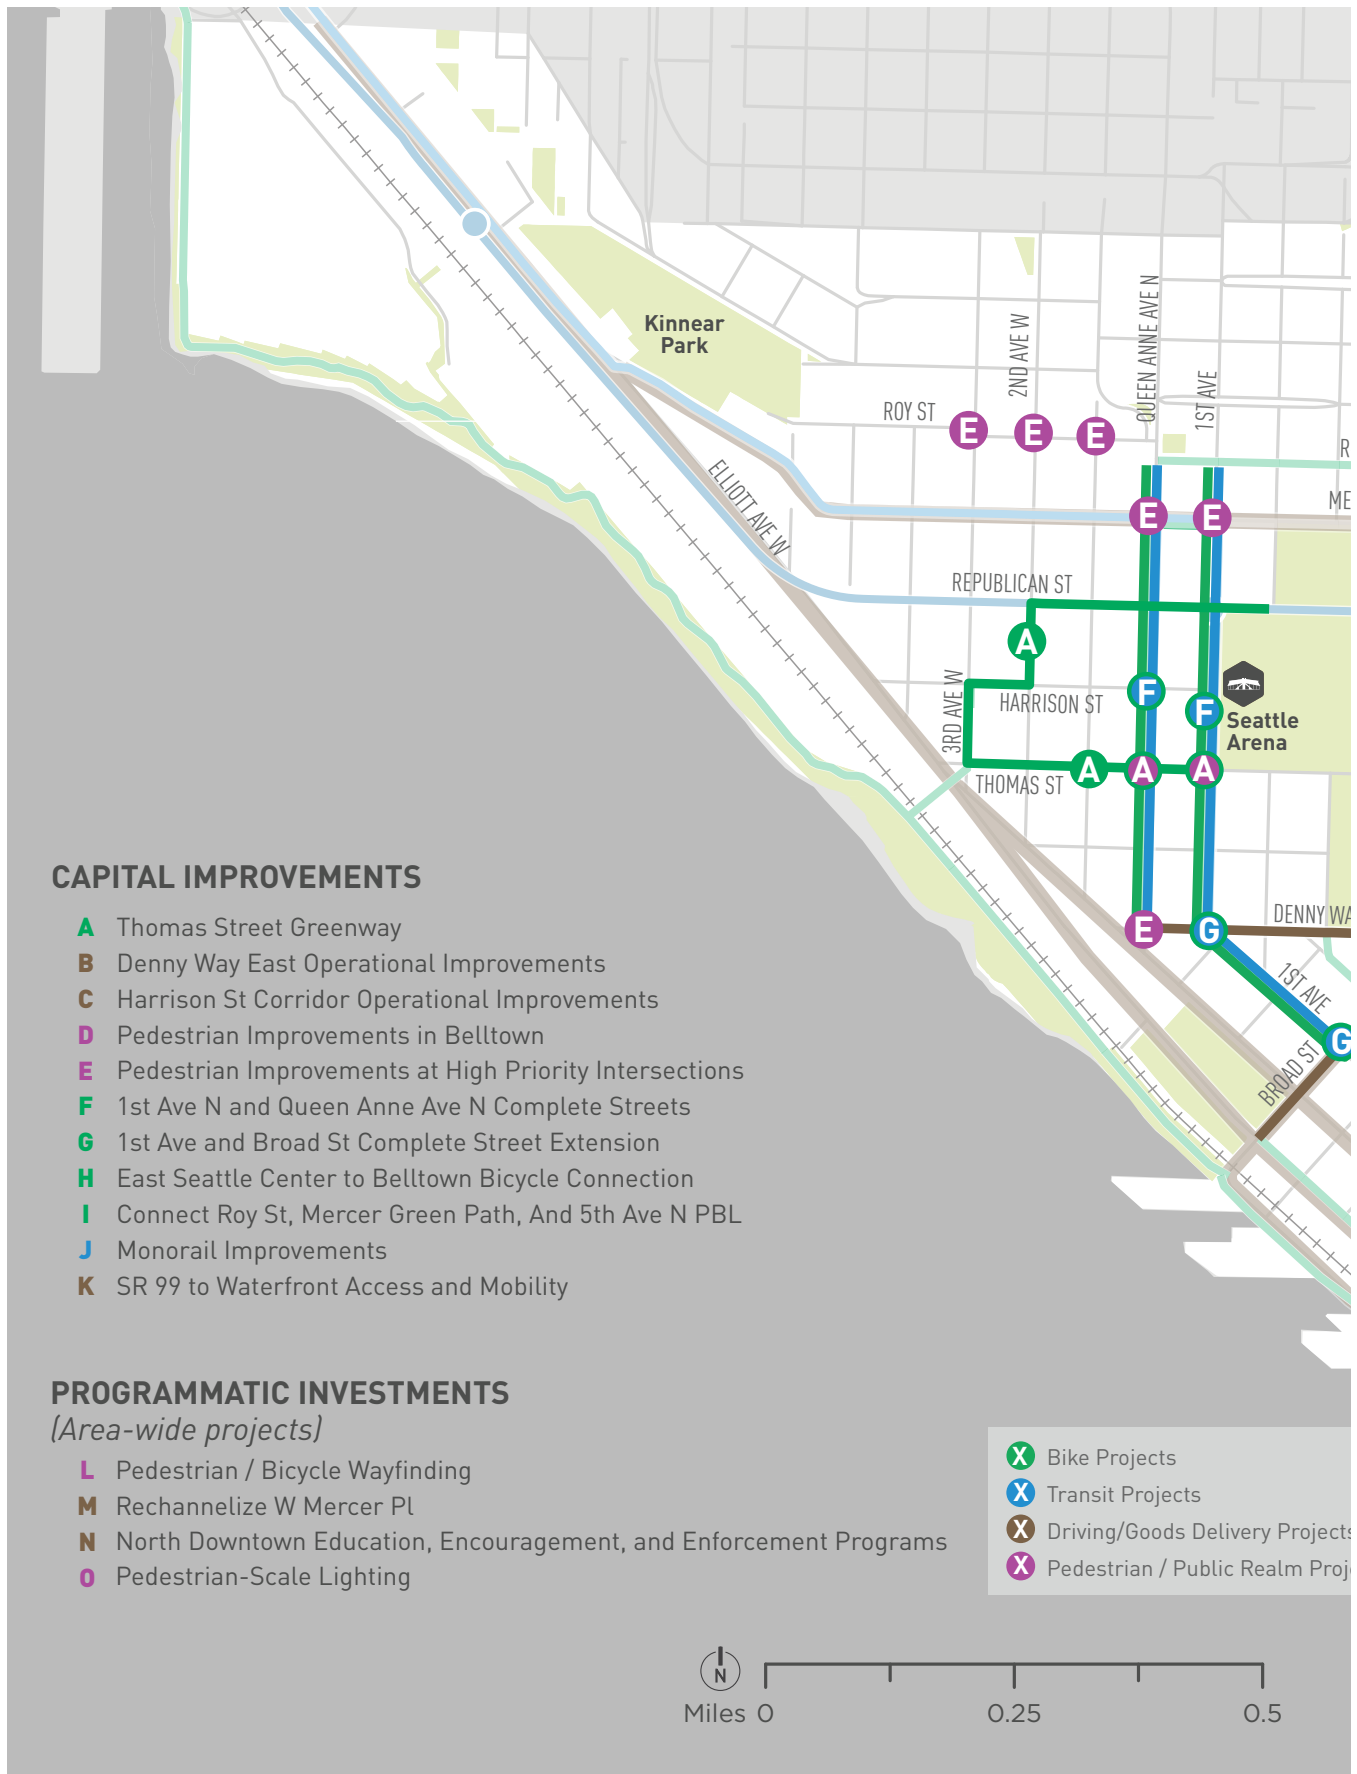 Kinnear
Park
QUEEN ANNE AVE N
2ND AVE W
1ST AVE
ROY ST
E
E
E
R
ELLIOTT AVE W
ME
E
E
REPUBLICAN ST
A
3RD AVE W
HARRISON ST
F
F
Seattle
Arena
THOMAS ST
A
A
A
DENNY WA
E
G
1ST AVE
G
BROAD ST
CAPITAL IMPROVEMENTS
A Thomas Street Greenway
B Denny Way East Operational Improvements
C Harrison St Corridor Operational Improvements
D Pedestrian Improvements in Belltown
E Pedestrian Improvements at High Priority Intersections
F 1st Ave N and Queen Anne Ave N Complete Streets
G 1st Ave and Broad St Complete Street Extension
H East Seattle Center to Belltown Bicycle Connection
I Connect Roy St, Mercer Green Path, And 5th Ave N PBL
J Monorail Improvements
K SR 99 to Waterfront Access and Mobility
PROGRAMMATIC INVESTMENTS
(Area-wide projects)
L Pedestrian / Bicycle Wayfinding
M Rechannelize W Mercer Pl
N North Downtown Education, Encouragement, and Enforcement Programs
O Pedestrian-Scale Lighting
X Bike Projects
X Transit Projects
X Driving/Goods Delivery Projects
X Pedestrian / Public Realm Proj
N
Miles 0 0.25 0.5